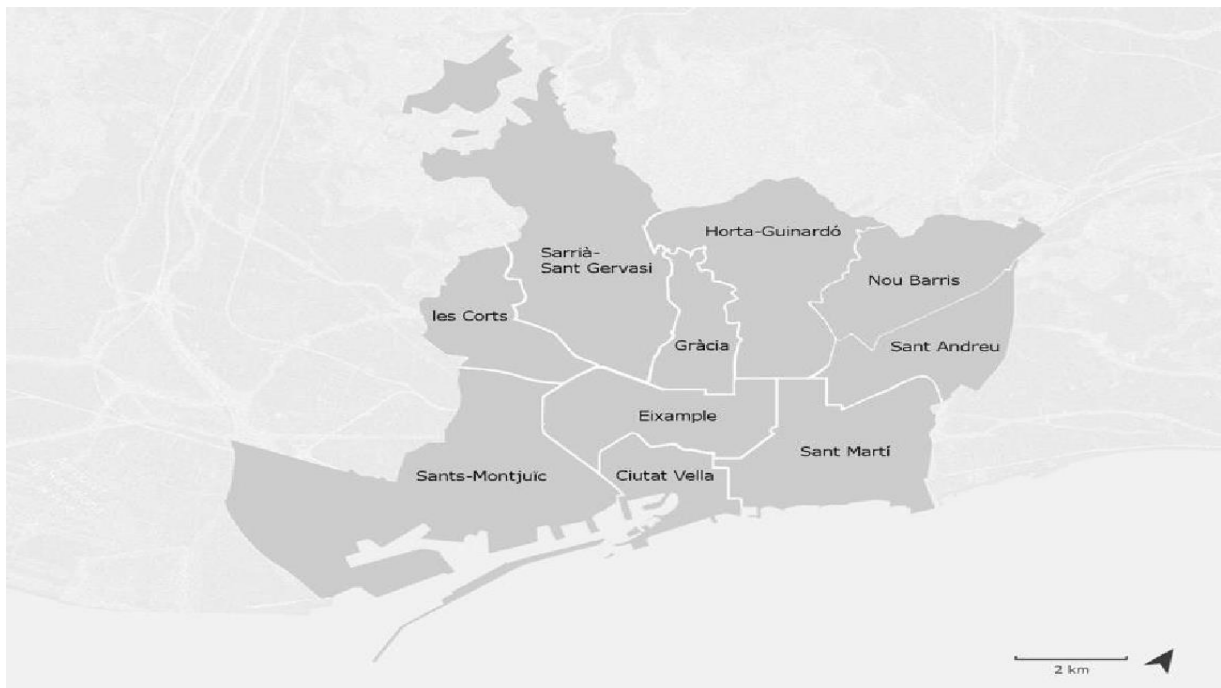 Horta-Guinardó
Sarrià-
Sant Gervasi
Nou Barris
les Corts
Gràcia
Sant Andreu
Eixample
Sant Martí
Sants-Montjuïc
Ciutat Vella
2 km